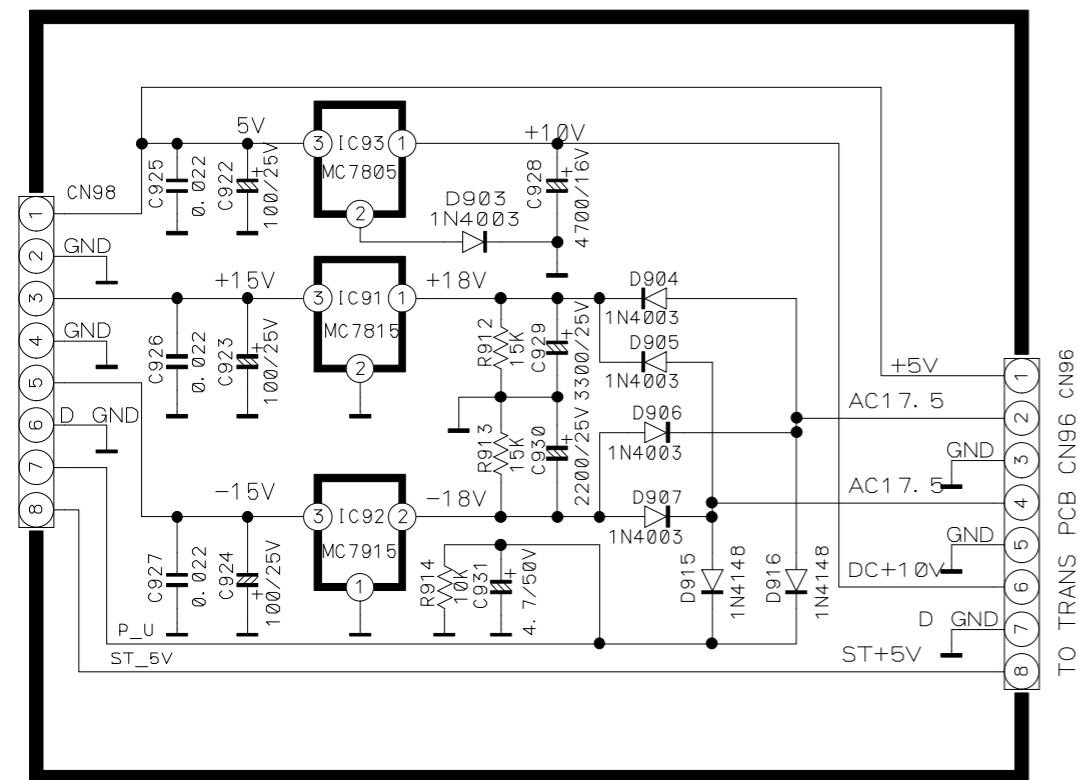 5V
3 IC93 1
MC7805
2
+10V
C925
0.022
C922
100/25V
+
D903
1N4003
C928
4700/16V
+
CN98
1
2 GND
3
4 GND
5
6 D GND
7
8
+15V
3 IC91 1
MC7815
2
+18V
C926
0.022
C923
100/25V
+
R912
15K
C929
3300/25V
+
R913
15K
C930
2200/25V
+
D904
1N4003
D905
1N4003
D906
1N4003
D907
1N4003
-15V
3 IC92 2
MC7915
1
-18V
C927
0.022
C924
100/25V
+
R914
10K
C931
4.7/50V
+
D915
1N4148
D916
1N4148
P_U
ST_5V
+5V 1
AC17.5 2
GND 3
AC17.5 4
GND 5
DC+10V 6
D GND 7
ST+5V 8
TO TRANS PCB CN96 CN96